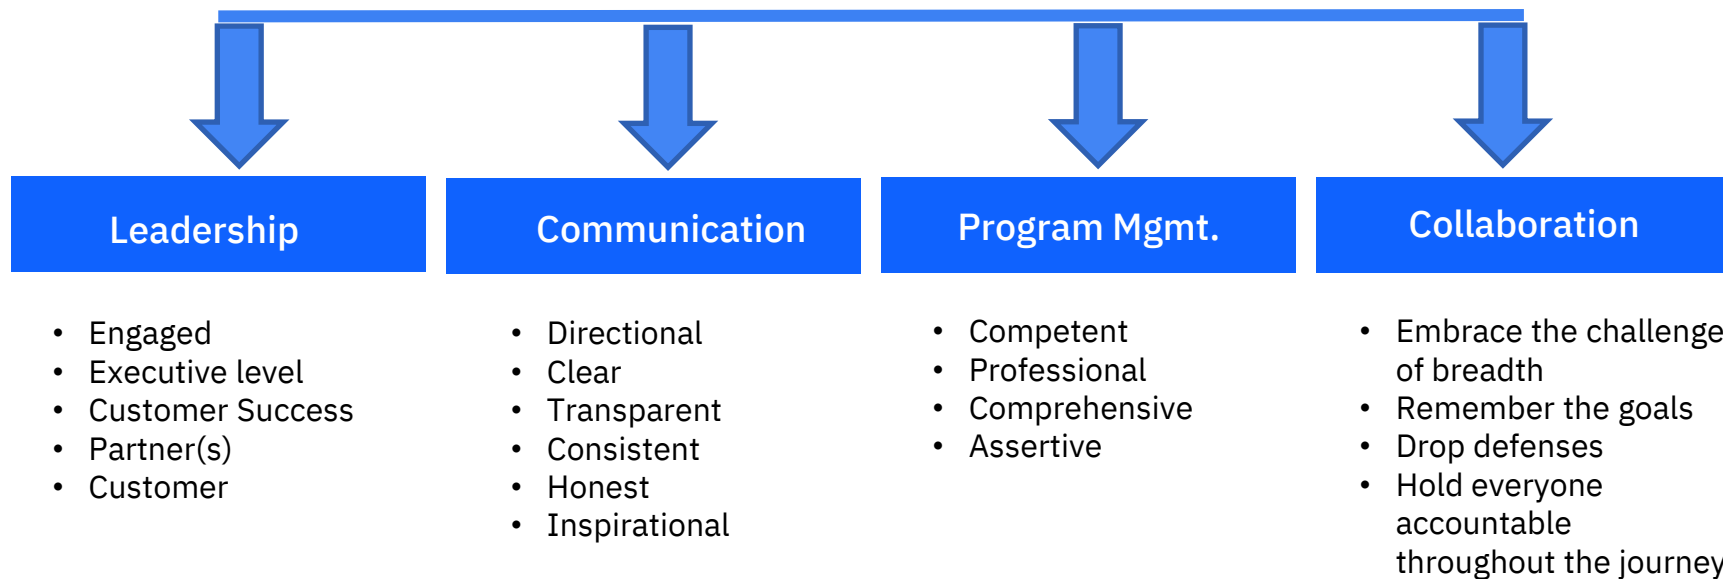 Leadership
• Engaged
• Executive level
• Customer Success
• Partner(s)
• Customer
Communication
• Directional
• Clear
• Transparent
• Consistent
• Honest
• Inspirational
Program Mgmt.
• Competent
• Professional
• Comprehensive
• Assertive
Collaboration
• Embrace the challenge
of breadth
• Remember the goals
• Drop defenses
• Hold everyone
accountable
throughout the journey